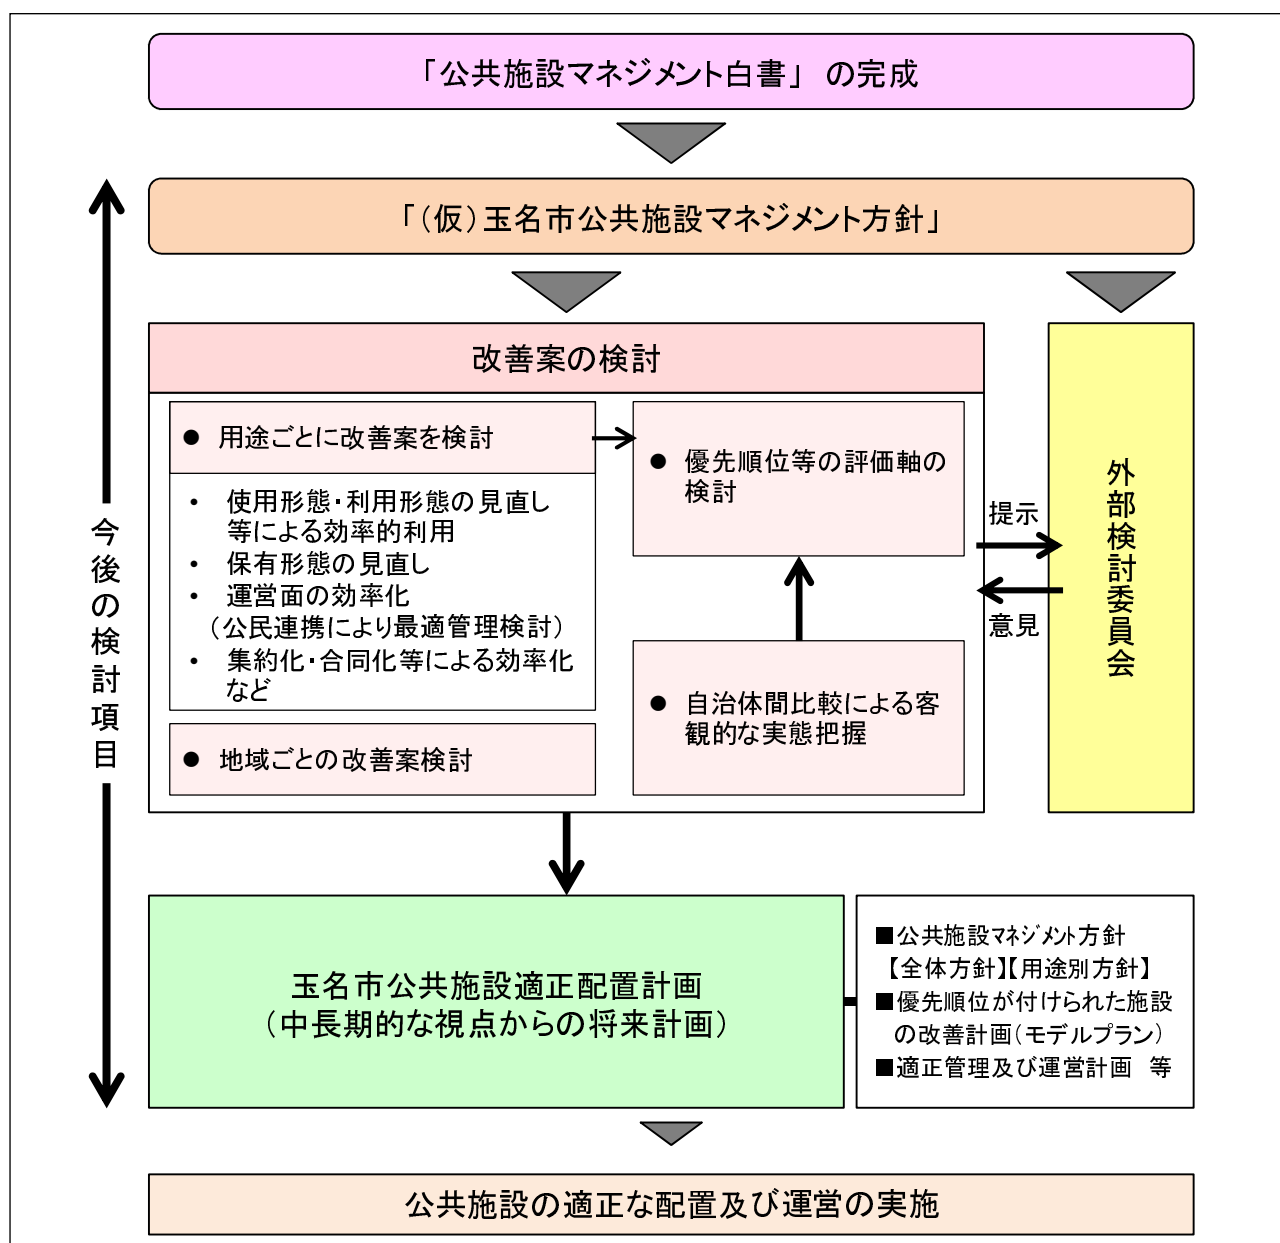 「公共施設マネジメント白書」 の完成
「（仮）玉名市公共施設マネジメント方針」
今後の検討項目
改善案の検討
● 用途ごとに改善案を検討
・ 使用形態・利用形態の見直し
等による効率的利用
・ 保有形態の見直し
・ 運営面の効率化
（公民連携により最適管理検討）
・ 集約化・合同化等による効率化
など
● 地域ごとの改善案検討
● 優先順位等の評価軸の
検討
● 自治体間比較による客
観的な実態把握
提示
意見
外部検討委員会
玉名市公共施設適正配置計画
（中長期的な視点からの将来計画）
■公共施設マネジメント方針
【全体方針】【用途別方針】
■優先順位が付けられた施設
の改善計画（モデルプラン）
■適正管理及び運営計画 等
公共施設の適正な配置及び運営の実施